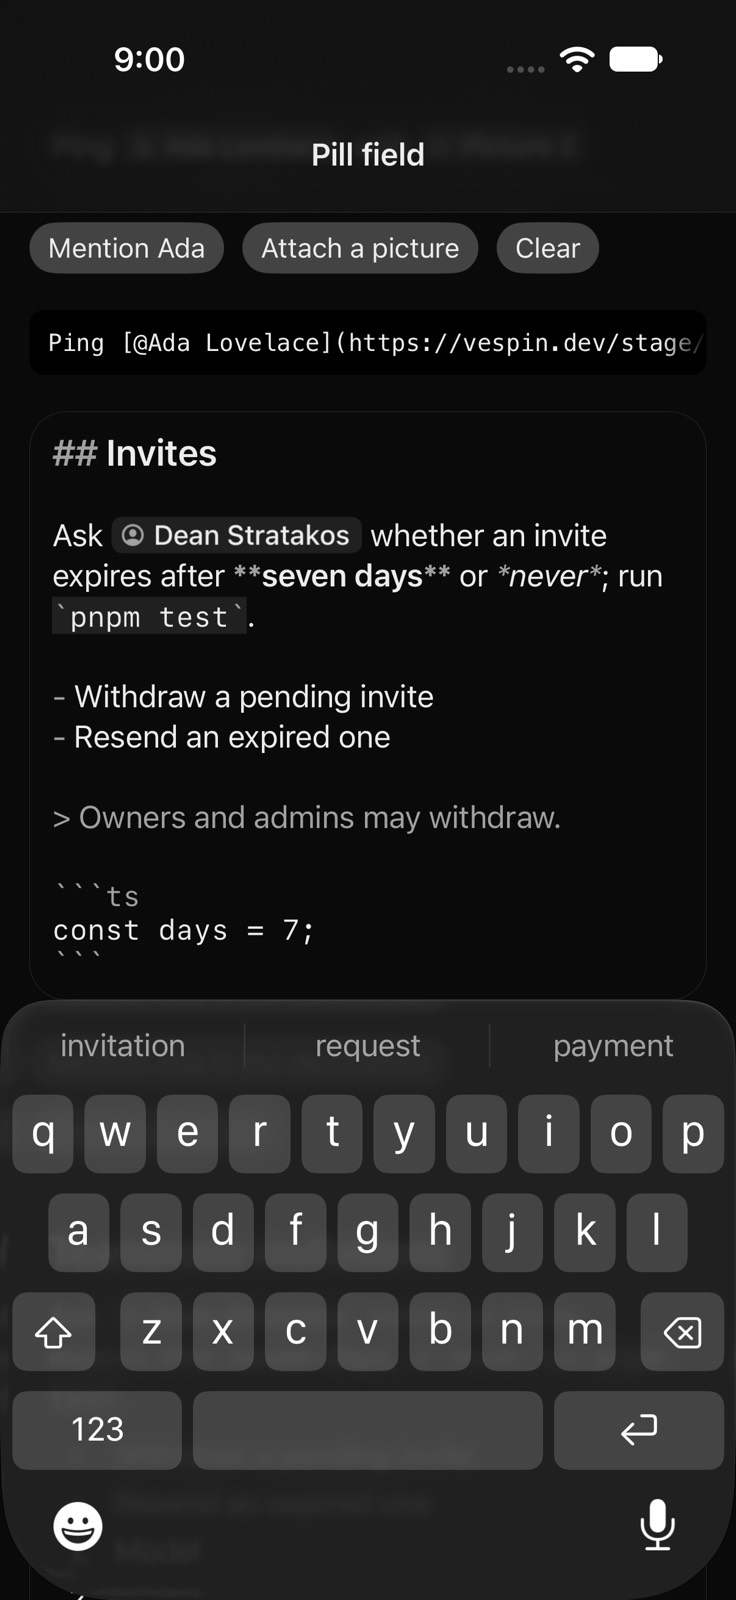 9:00
Pill field
Mention Ada
Attach a picture
Clear
Ping [@Ada Lovelace](https://vespin.dev/stage/
## Invites
Ask Dean Stratakos whether an invite
expires after **seven days** or *never*; run
`pnpm test`.
- Withdraw a pending invite
- Resend an expired one
> Owners and admins may withdraw.
```ts
const days = 7;
```
invitation request payment
q w e r t y u i o p
a s d f g h j k l
z x c v b n m
123